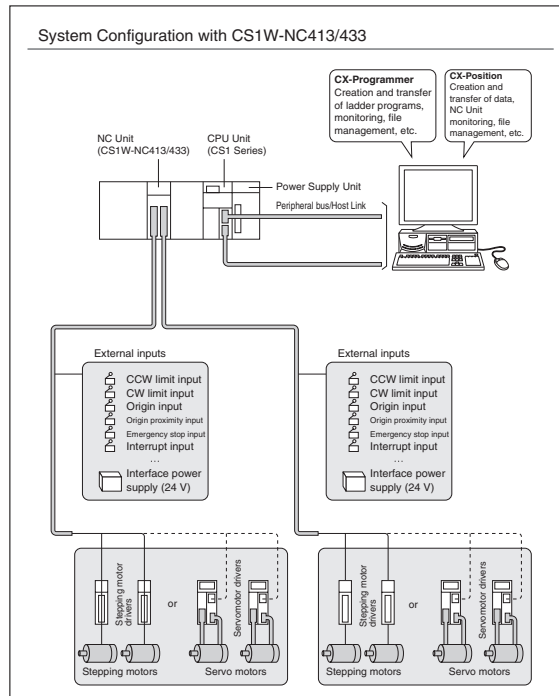 System Configuration with CS1W-NC413/433
CX-Programmer
Creation and transfer
of ladder programs,
monitoring, file
management, etc.
CX-Position
Creation and
transfer of data,
NC Unit
monitoring, file
management, etc.
NC Unit
(CS1W-NC413/433)
CPU Unit
(CS1 Series)
Power Supply Unit
Peripheral bus/Host Link
External inputs
CCW limit input
CW limit input
Origin input
Origin proximity input
Emergency stop input
Interrupt input
...
Interface power
supply (24 V)
External inputs
CCW limit input
CW limit input
Origin input
Origin proximity input
Emergency stop input
Interrupt input
...
Interface power
supply (24 V)
Stepping motor
drivers
or
Servomotor drivers
Stepping motors
Servo motors
Stepping motor
drivers
or
Servomotor drivers
Stepping motors
Servo motors